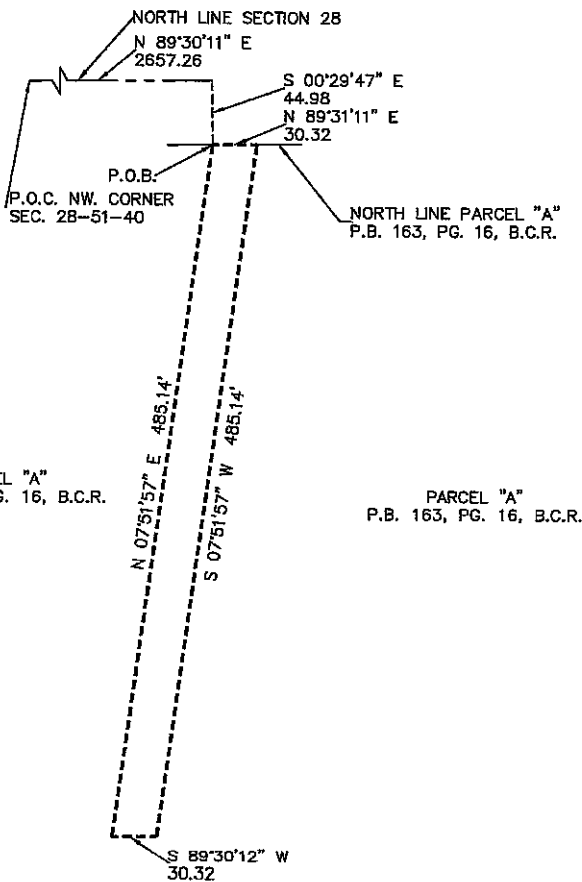 NORTH LINE SECTION 28
N 89°30'11" E
2657.26
S 00°29'47" E
44.98
N 89°31'11" E
30.32
P.O.B.
P.O.C. NW. CORNER
SEC. 28-51-40
NORTH LINE PARCEL "A"
P.B. 163, PG. 16, B.C.R.
N 07°51'57" E 485.14'
S 07°51'57" W 485.14'
"A"
16, B.C.R.
PARCEL "A"
P.B. 163, PG. 16, B.C.R.
S 89°30'12" W
30.32